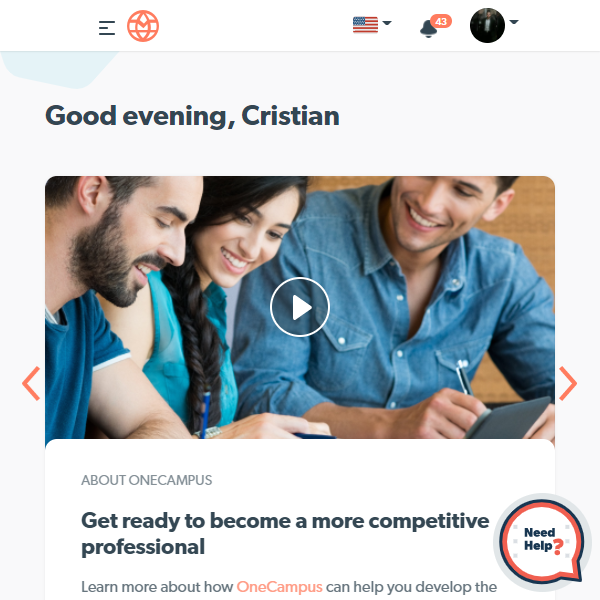 43
Good evening, Cristian
ABOUT ONECAMPUS
Get ready to become a more competitive
professional
Learn more about how OneCampus can help you develop the
Need
Help?